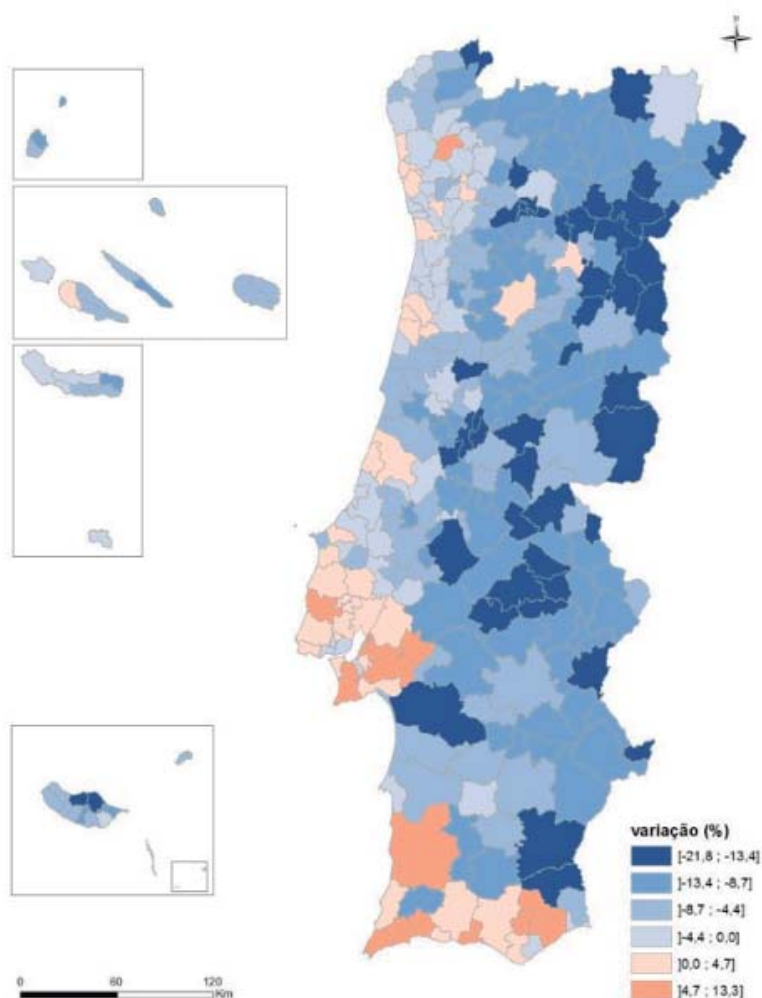 N
variação (%)
[-21,8 ; -13,4]
]-13,4 ; -8,7]
]-8,7 ; -4,4]
]-4,4 ; 0,0]
]0,0 ; 4,7]
]4,7 ; 13,3]
0 60 120
Km